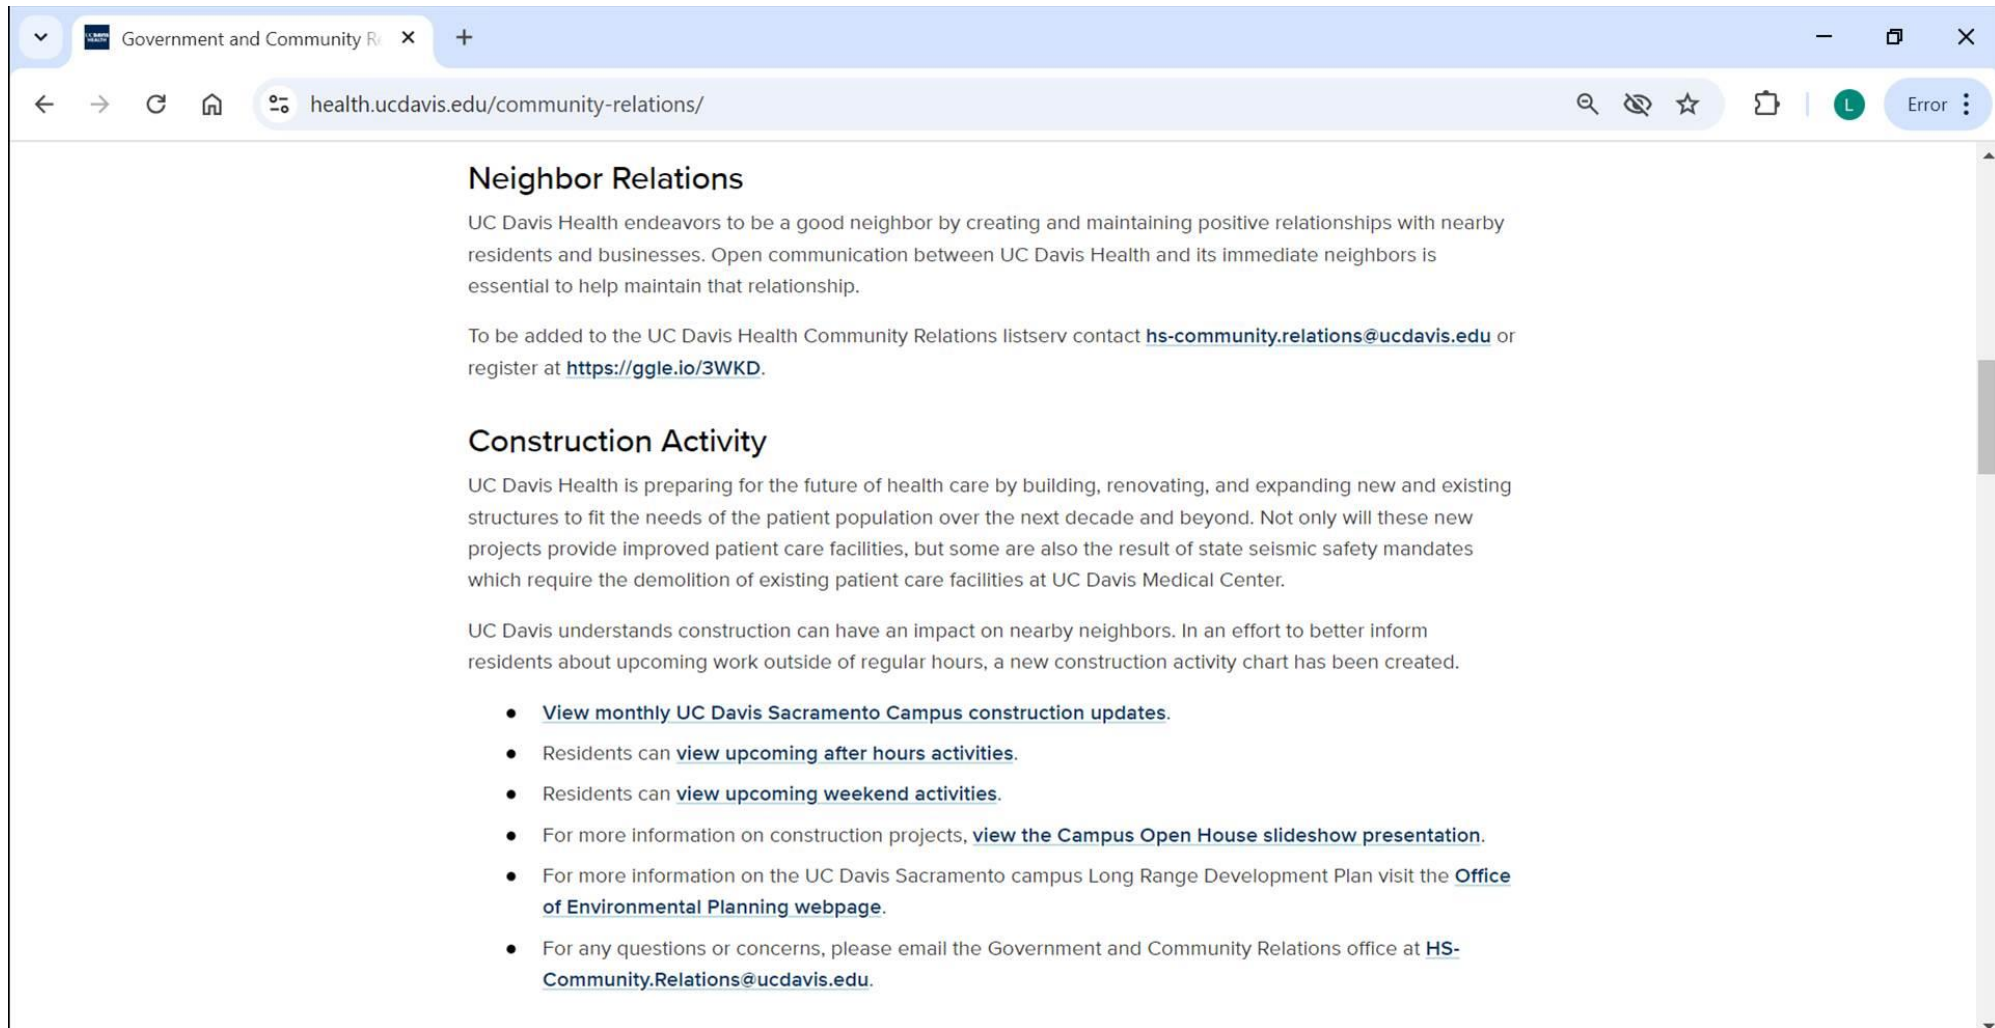 Government and Community R
health.ucdavis.edu/community-relations/
L
Error
Neighbor Relations
UC Davis Health endeavors to be a good neighbor by creating and maintaining positive relationships with nearby
residents and businesses. Open communication between UC Davis Health and its immediate neighbors is
essential to help maintain that relationship.
To be added to the UC Davis Health Community Relations listserv contact hs-community.relations@ucdavis.edu or
register at https://ggle.io/3WKD.
Construction Activity
UC Davis Health is preparing for the future of health care by building, renovating, and expanding new and existing
structures to fit the needs of the patient population over the next decade and beyond. Not only will these new
projects provide improved patient care facilities, but some are also the result of state seismic safety mandates
which require the demolition of existing patient care facilities at UC Davis Medical Center.
UC Davis understands construction can have an impact on nearby neighbors. In an effort to better inform
residents about upcoming work outside of regular hours, a new construction activity chart has been created.
● View monthly UC Davis Sacramento Campus construction updates.
● Residents can view upcoming after hours activities.
● Residents can view upcoming weekend activities.
● For more information on construction projects, view the Campus Open House slideshow presentation.
● For more information on the UC Davis Sacramento campus Long Range Development Plan visit the Office
of Environmental Planning webpage.
● For any questions or concerns, please email the Government and Community Relations office at HS-
Community.Relations@ucdavis.edu.